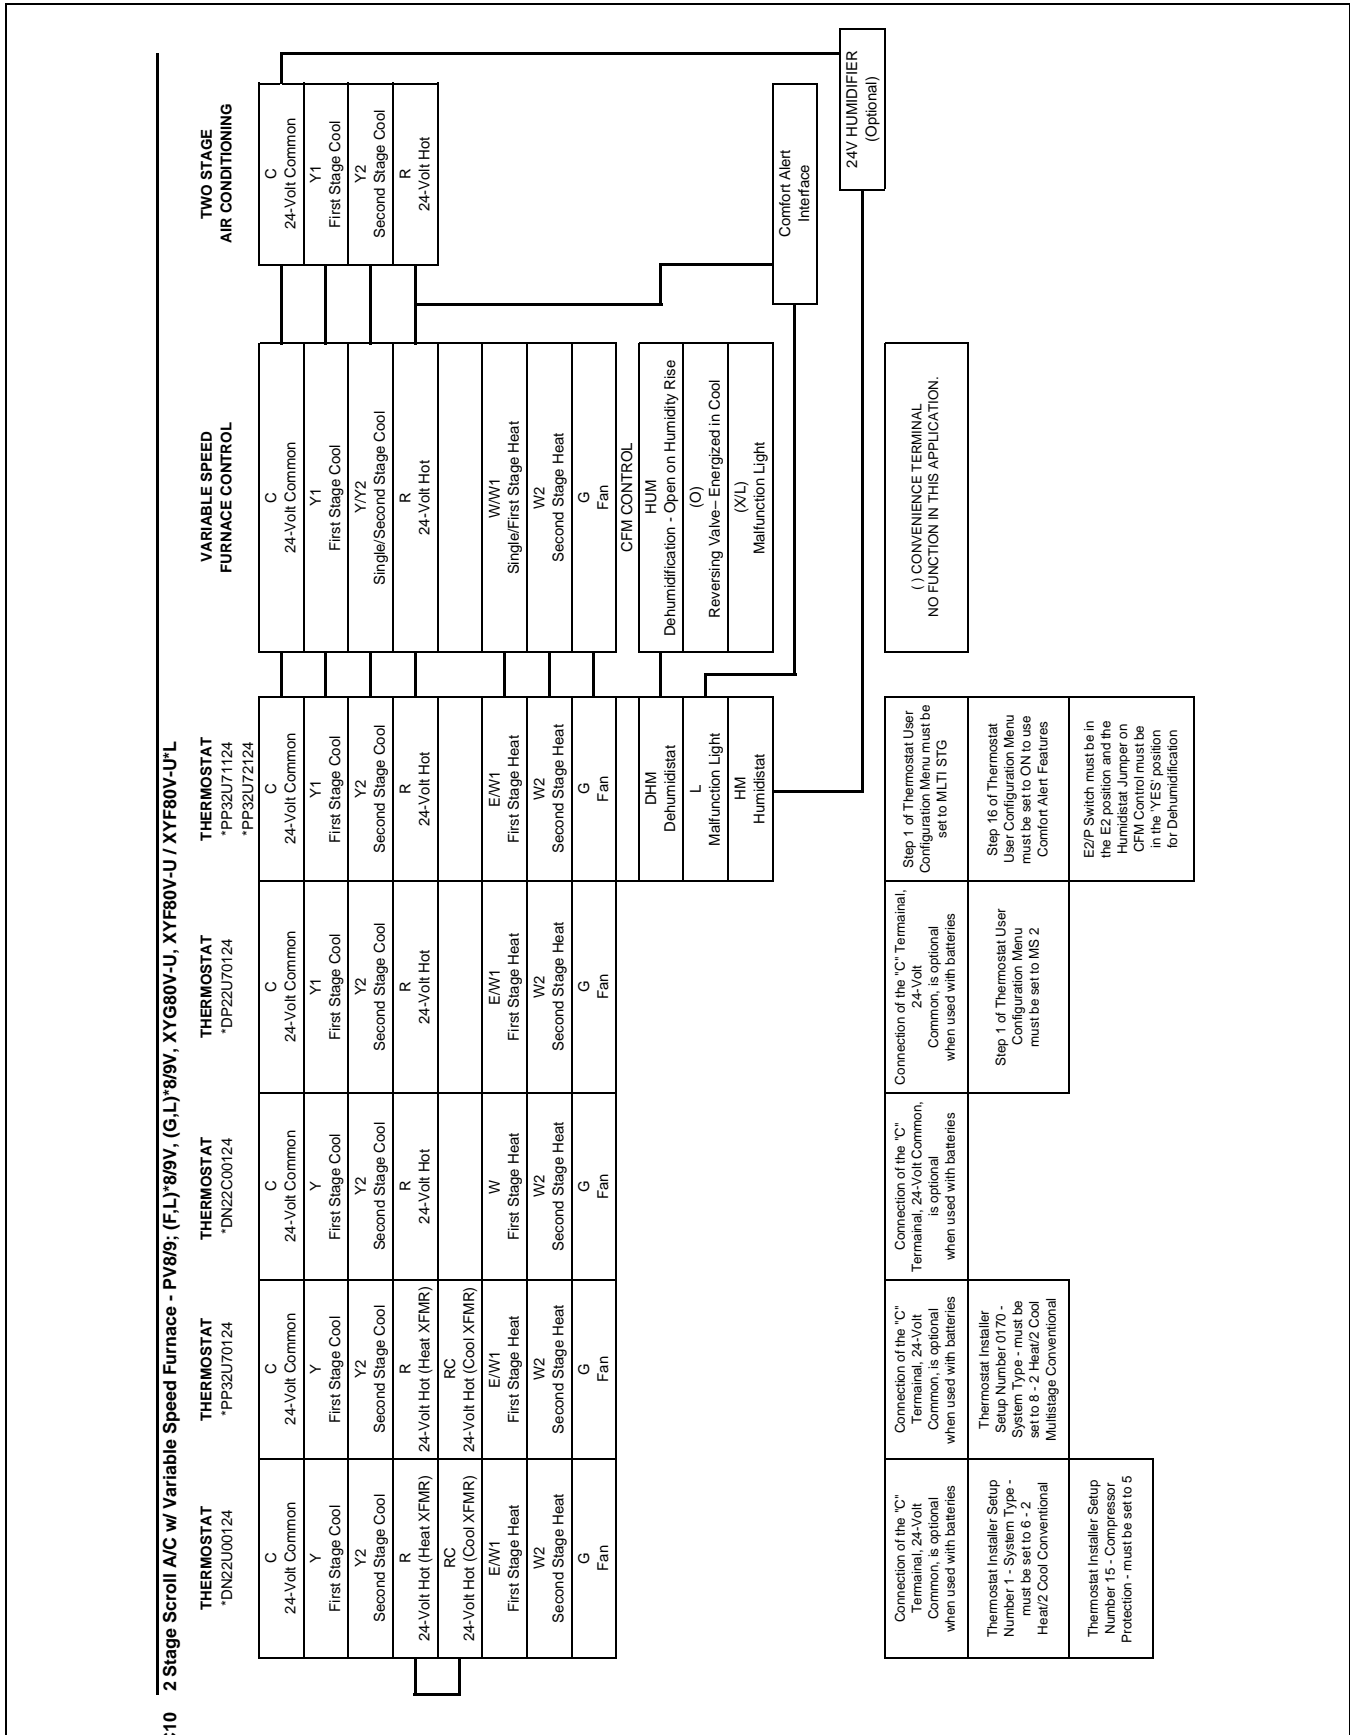 :10 2 Stage Scroll A/C w/ Variable Speed Furnace - PV8/9; (F,L)*8/9V, (G,L)*8/9V, XYG80V-U, XYF80V-U / XYF80V-U*L
THERMOSTAT
*DN22U00124
C
24-Volt Common
Y
First Stage Cool
Y2
Second Stage Cool
R
24-Volt Hot (Heat XFMR)
RC
24-Volt Hot (Cool XFMR)
E/W1
First Stage Heat
W2
Second Stage Heat
G
Fan
Connection of the "C"
Termainal, 24-Volt
Common, is optional
when used with batteries
Thermostat Installer Setup
Number 1 - System Type -
must be set to 6 - 2
Heat/2 Cool Conventional
Thermostat Installer Setup
Number 15 - Compressor
Protection - must be set to 5
THERMOSTAT
*PP32U70124
C
24-Volt Common
Y
First Stage Cool
Y2
Second Stage Cool
R
24-Volt Hot (Heat XFMR)
RC
24-Volt Hot (Cool XFMR)
E/W1
First Stage Heat
W2
Second Stage Heat
G
Fan
Connection of the "C"
Termainal, 24-Volt
Common, is optional
when used with batteries
Thermostat Installer
Setup Number 0170 -
System Type - must be
set to 8 - 2 Heat/2 Cool
Multistage Conventional
THERMOSTAT
*DN22C00124
C
24-Volt Common
Y
First Stage Cool
Y2
Second Stage Cool
R
24-Volt Hot
W
First Stage Heat
W2
Second Stage Heat
G
Fan
Connection of the "C"
Termainal, 24-Volt Common,
is optional
when used with batteries
THERMOSTAT
*DP22U70124
C
24-Volt Common
Y1
First Stage Cool
Y2
Second Stage Cool
R
24-Volt Hot
E/W1
First Stage Heat
W2
Second Stage Heat
G
Fan
Connection of the "C" Termainal,
24-Volt
Common, is optional
when used with batteries
Step 1 of Thermostat User
Configuration Menu
must be set to MS 2
THERMOSTAT
*PP32U71124
*PP32U72124
C
24-Volt Common
Y1
First Stage Cool
Y2
Second Stage Cool
R
24-Volt Hot
E/W1
First Stage Heat
W2
Second Stage Heat
G
Fan
DHM
Dehumidistat
L
Malfunction Light
HM
Humidistat
Step 1 of Thermostat User
Configuration Menu must be
set to MLTI STG
Step 16 of Thermostat
User Configuration Menu
must be set to ON to use
Comfort Alert Features
E2/P Switch must be in
the E2 position and the
Humidistat Jumper on
CFM Control must be
in the 'YES' position
for Dehumidification
VARIABLE SPEED
FURNACE CONTROL
C
24-Volt Common
Y1
First Stage Cool
Y/Y2
Single/Second Stage Cool
R
24-Volt Hot
W/W1
Single/First Stage Heat
W2
Second Stage Heat
G
Fan
CFM CONTROL
HUM
Dehumidification - Open on Humidity Rise
(O)
Reversing Valve– Energized in Cool
(X/L)
Malfunction Light
( ) CONVENIENCE TERMINAL
NO FUNCTION IN THIS APPLICATION.
TWO STAGE
AIR CONDITIONING
C
24-Volt Common
Y1
First Stage Cool
Y2
Second Stage Cool
R
24-Volt Hot
Comfort Alert
Interface
24V HUMIDIFIER
(Optional)